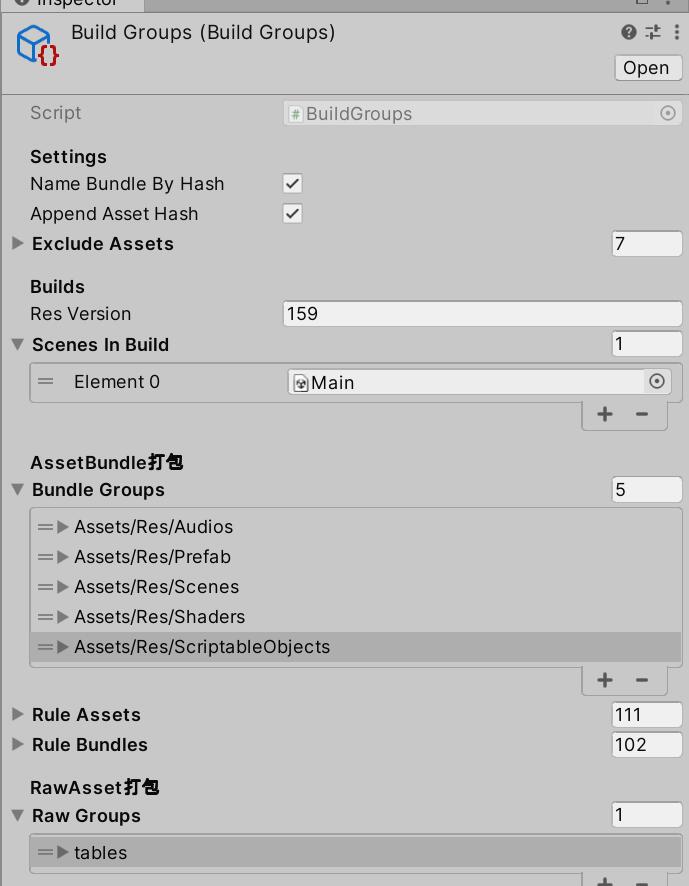 Inspector
Build Groups (Build Groups)
Open
Script
# BuildGroups
Settings
Name Bundle By Hash
Append Asset Hash
Exclude Assets 7
Builds
Res Version 159
Scenes In Build 1
Element 0 Main
AssetBundle打包
Bundle Groups 5
Assets/Res/Audios
Assets/Res/Prefab
Assets/Res/Scenes
Assets/Res/Shaders
Assets/Res/ScriptableObjects
Rule Assets 111
Rule Bundles 102
RawAsset打包
Raw Groups 1
tables